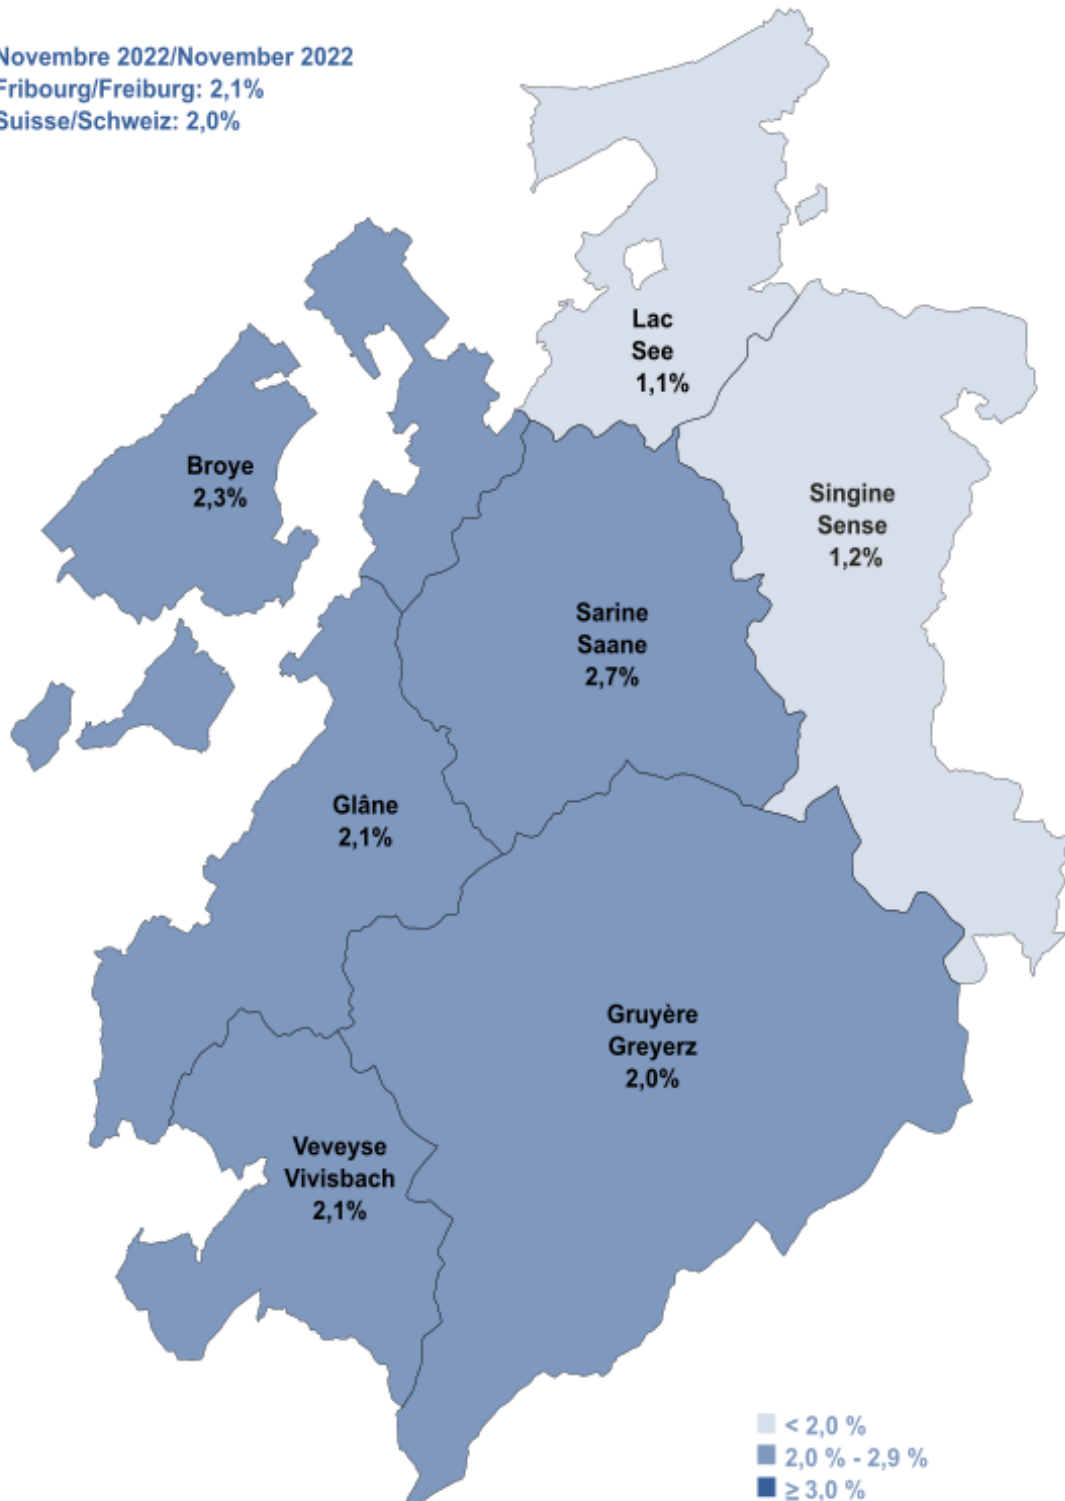 Novembre 2022/November 2022
Fribourg/Freiburg: 2,1%
Suisse/Schweiz: 2,0%
Lac
See
1,1%
Broye
2,3%
Singine
Sense
1,2%
Sarine
Saane
2,7%
Glâne
2,1%
Gruyère
Greyerz
2,0%
Veveyse
Vivisbach
2,1%
< 2,0 %
2,0 % - 2,9 %
≥ 3,0 %